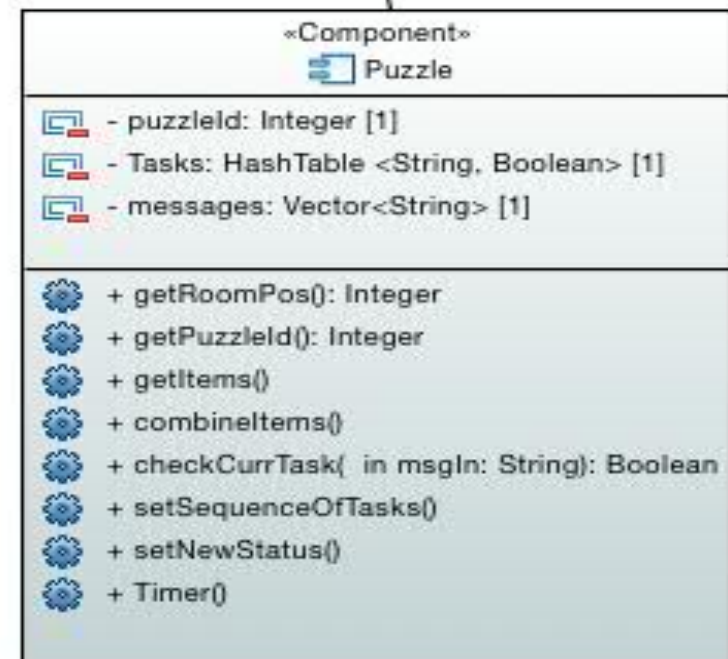 «Component»
Puzzle
- puzzleId: Integer [1]
- Tasks: HashTable <String, Boolean> [1]
- messages: Vector<String> [1]
+ getRoomPos(): Integer
+ getPuzzleId(): Integer
+ getItems()
+ combineItems()
+ checkCurrTask( in msgIn: String): Boolean
+ setSequenceOfTasks()
+ setNewStatus()
+ Timer()